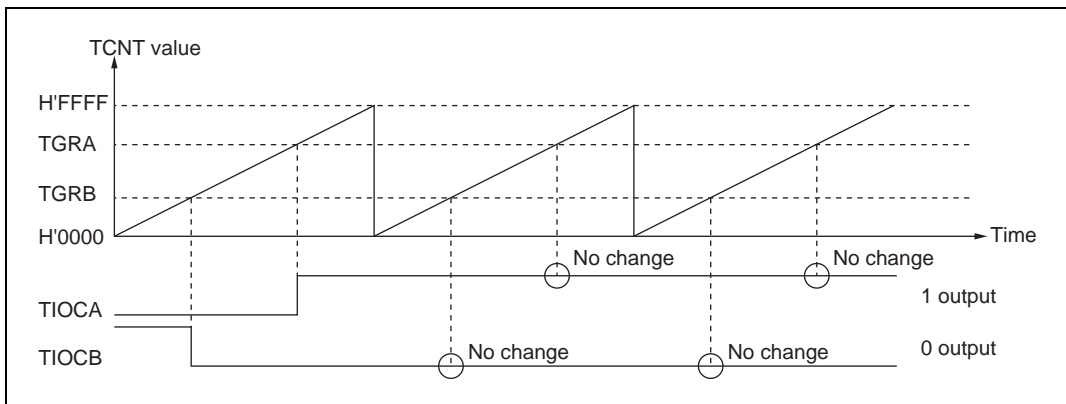 TCNT value
H'FFFF
TGRA
TGRB
H'0000
Time
No change
No change
TIOCA
1 output
No change
No change
TIOCB
0 output